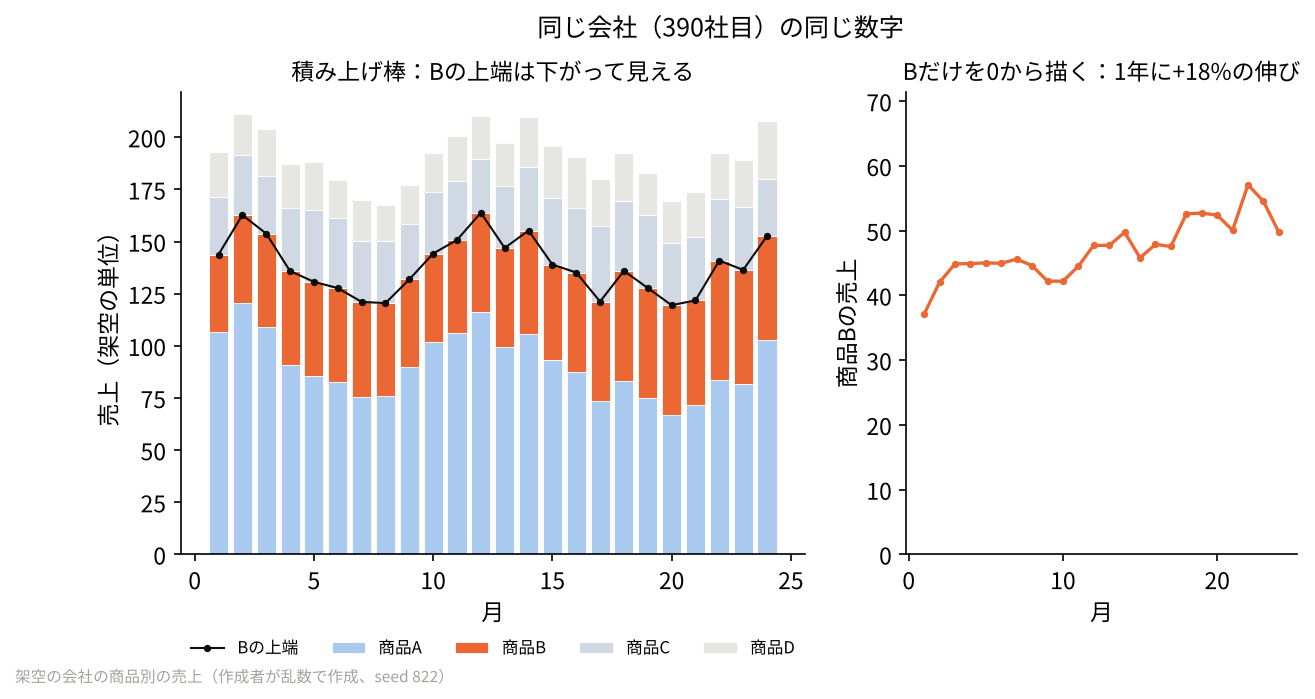 同じ会社（390社目）の同じ数字
積み上げ棒：Bの上端は下がって見える
売上（架空の単位）
200
175
150
125
100
75
50
25
0
0 5 10 15 20 25
月
Bの上端 商品A 商品B 商品C 商品D
Bだけを0から描く：1年に+18%の伸び
商品Bの売上
70
60
50
40
30
20
10
0
0 10 20
月
架空の会社の商品別の売上（作成者が乱数で作成、seed 822）